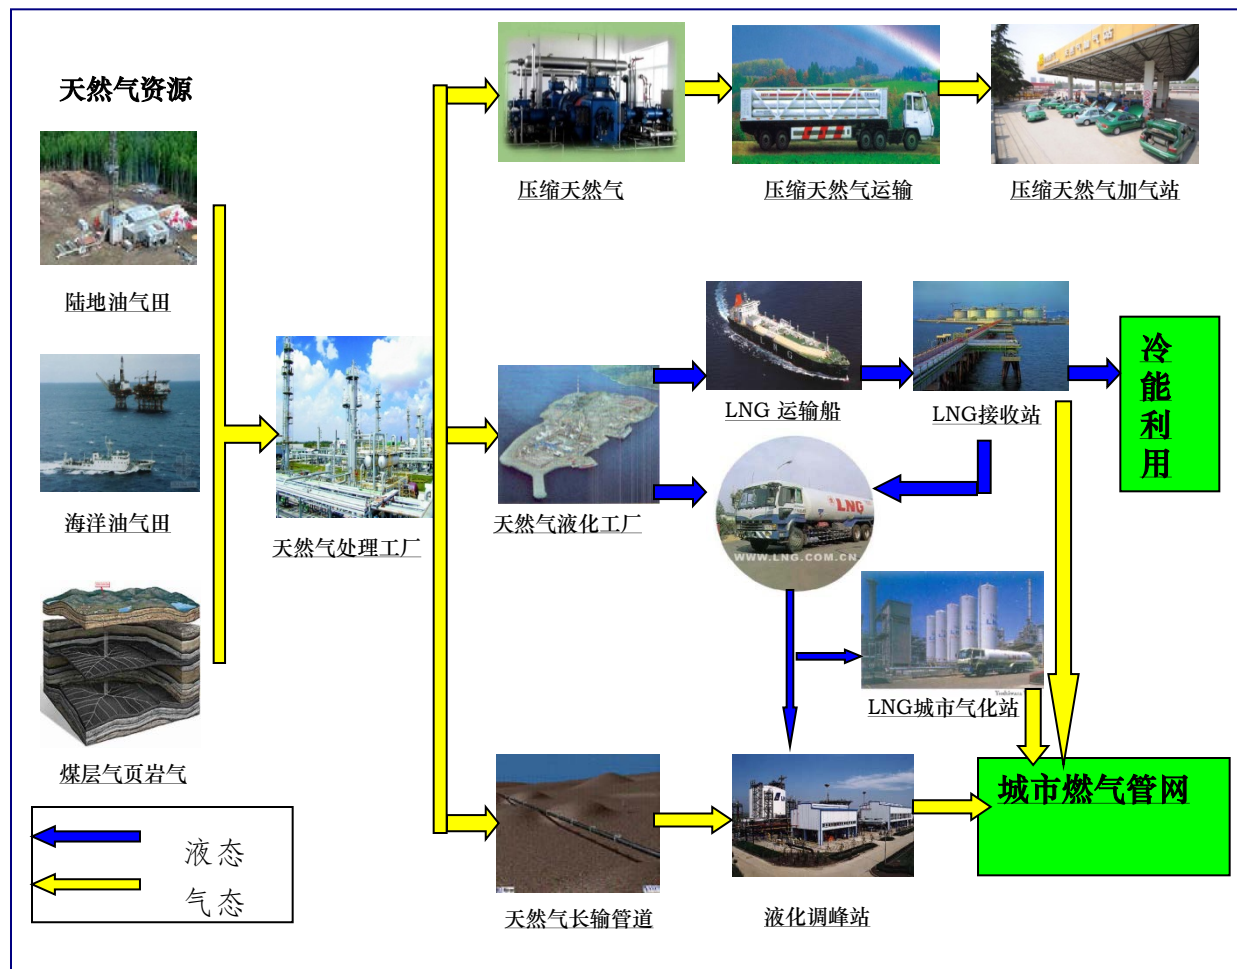 天然气资源
陆地油气田
海洋油气田
煤层气页岩气
液态
气态
天然气处理工厂
压缩天然气
压缩天然气运输
压缩天然气加气站
天然气液化工厂
LNG 运输船
LNG
LNG接收站
冷
能
利
用
LNG
WWW.LNG.COM.CN
LNG城市气化站
天然气长输管道
液化调峰站
城市燃气管网